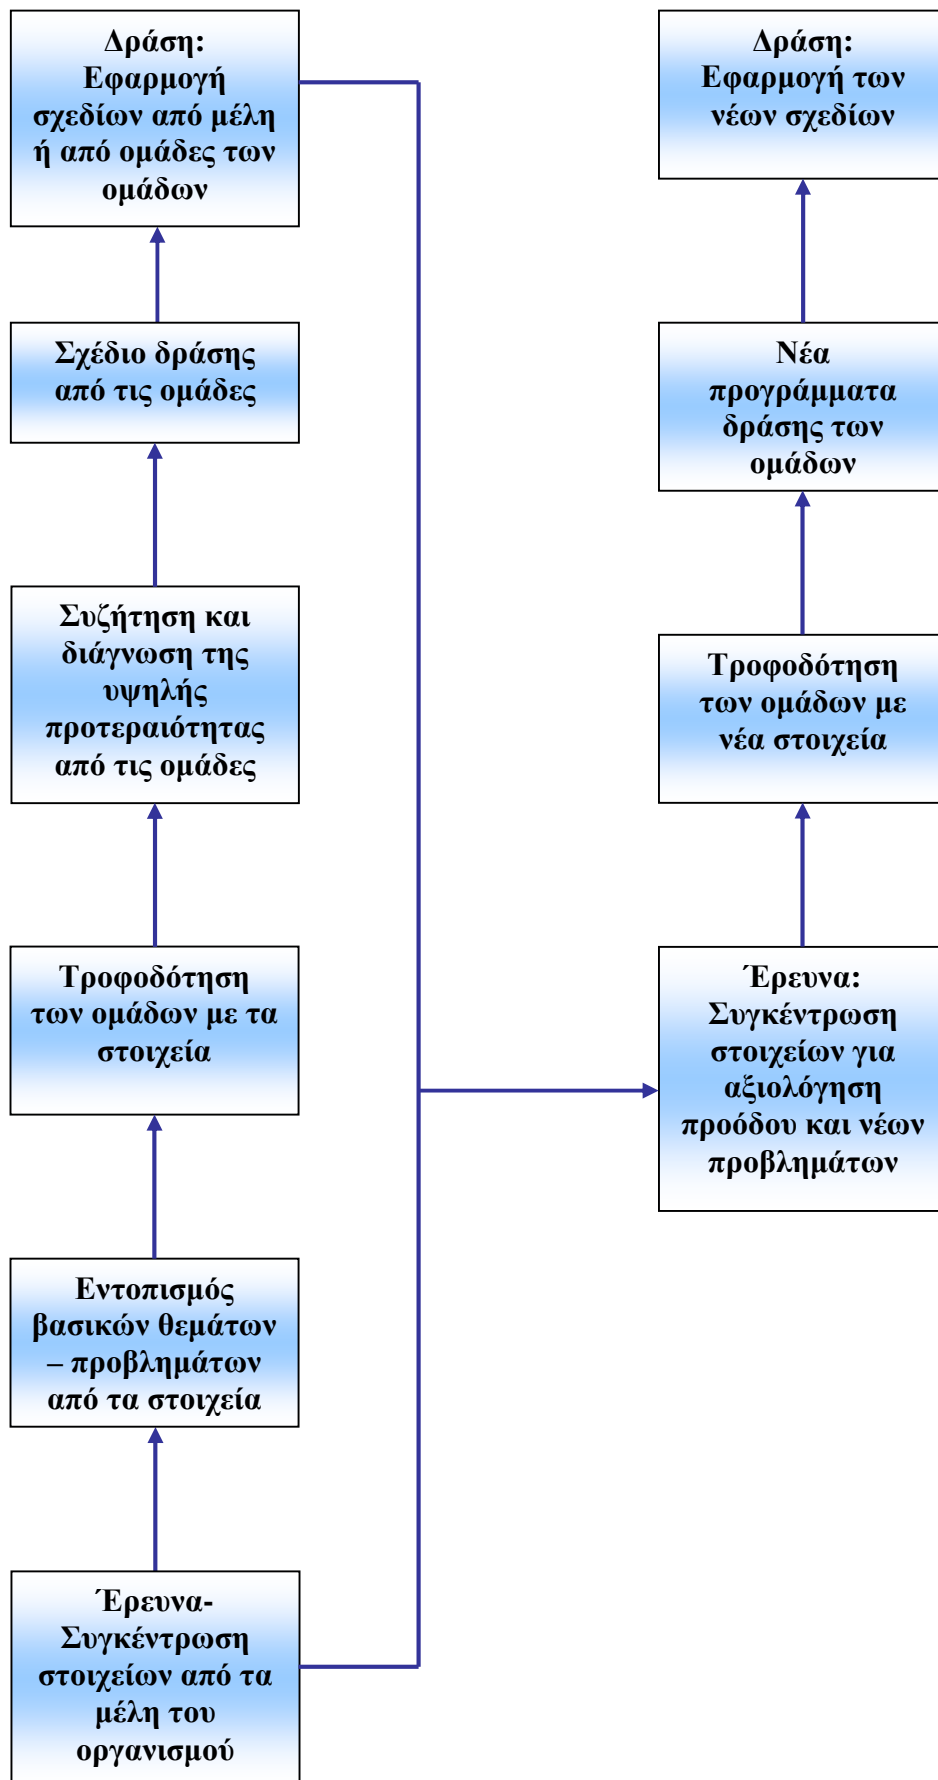 Δράση:
Εφαρμογή
σχεδίων από μέλη
ή από ομάδες των
ομάδων
Σχέδιο δράσης
από τις ομάδες
Συζήτηση και
διάγνωση της
υψηλής
προτεραιότητας
από τις ομάδες
Τροφοδότηση
των ομάδων με τα
στοιχεία
Εντοπισμός
βασικών θεμάτων
– προβλημάτων
από τα στοιχεία
Έρευνα-
Συγκέντρωση
στοιχείων από τα
μέλη του
οργανισμού
Δράση:
Εφαρμογή των
νέων σχεδίων
Νέα
προγράμματα
δράσης των
ομάδων
Τροφοδότηση
των ομάδων με
νέα στοιχεία
Έρευνα:
Συγκέντρωση
στοιχείων για
αξιολόγηση
προόδου και νέων
προβλημάτων